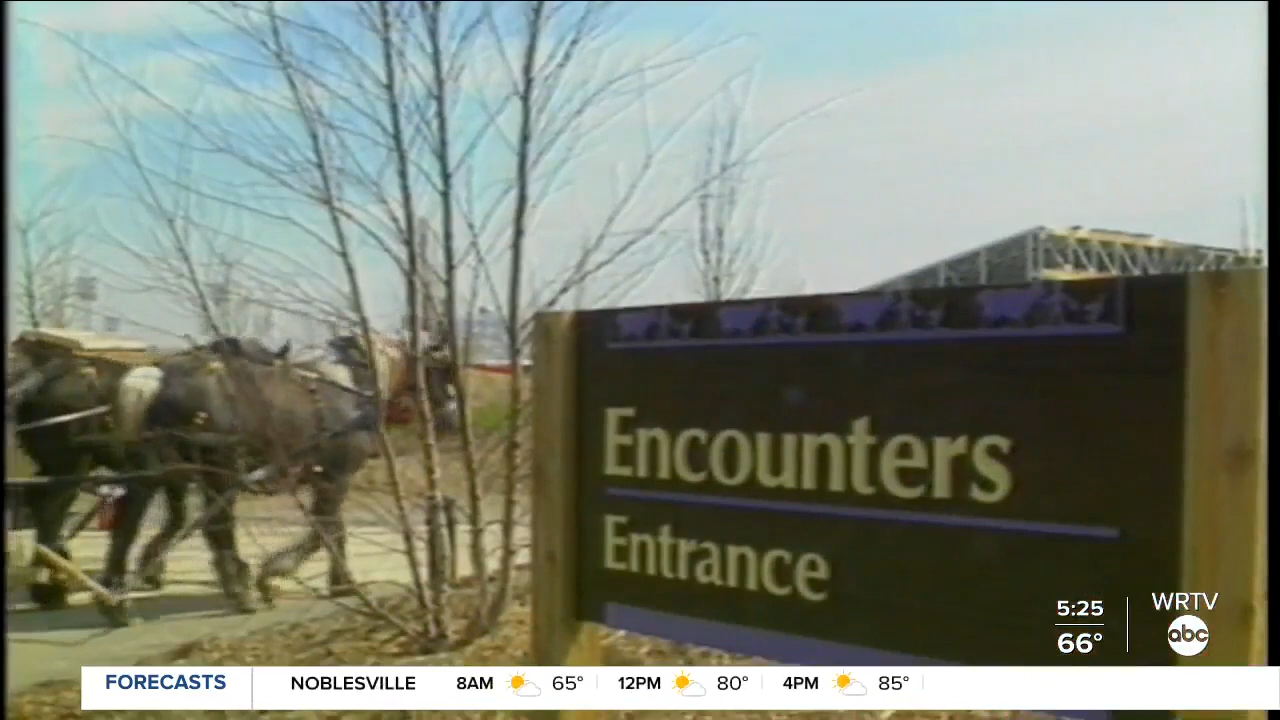 Encounters
Entrance
5:25
66°
WRTV
abc
FORECASTS NOBLESVILLE 8AM 65° 12PM 80° 4PM 85°